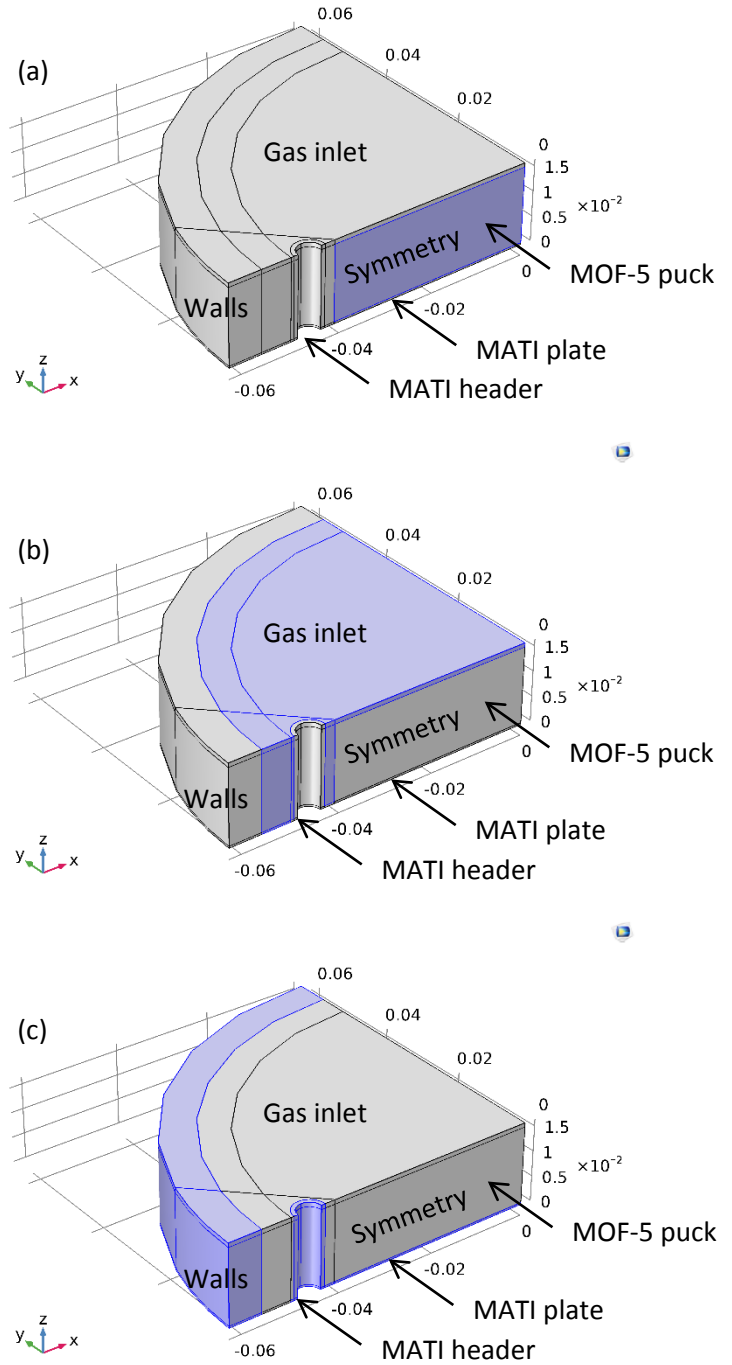 (a)
0.06
0.04
0.02
0
1.5
1
×10⁻²
0.5
0
0
-0.02
-0.04
-0.06
Gas inlet
Symmetry
Walls
MOF-5 puck
MATI plate
MATI header
z
y
x
(b)
0.06
0.04
0.02
0
1.5
1
×10⁻²
0.5
0
0
-0.02
-0.04
-0.06
Gas inlet
Symmetry
Walls
MOF-5 puck
MATI plate
MATI header
z
y
x
(c)
0.06
0.04
0.02
0
1.5
1
×10⁻²
0.5
0
0
-0.02
-0.04
-0.06
Gas inlet
Symmetry
Walls
MOF-5 puck
MATI plate
MATI header
z
y
x